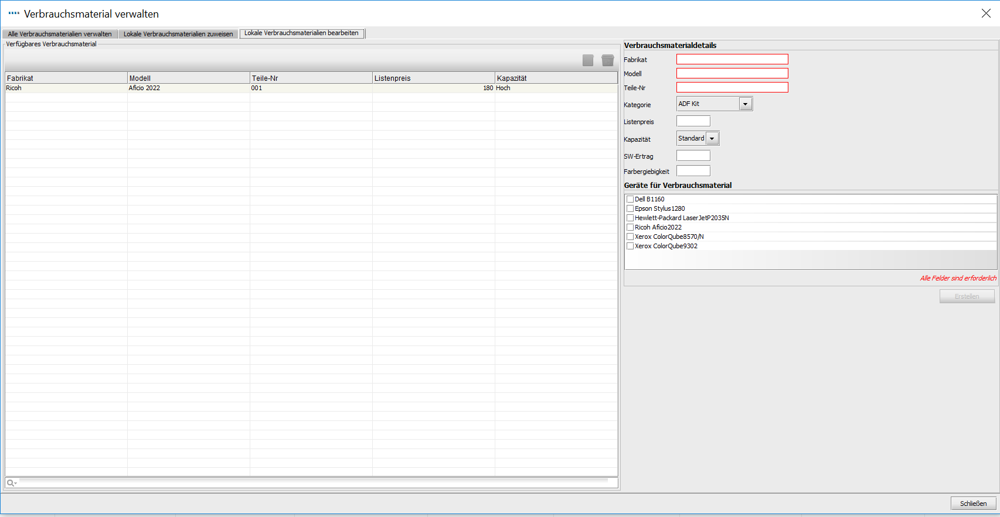 Verbrauchsmaterial verwalten
Alle Verbrauchsmaterialien verwalten Lokale Verbrauchsmaterialien zuweisen Lokale Verbrauchsmaterialien bearbeiten
Verfügbares Verbrauchsmaterial
Fabrikat Modell Teile-Nr Listenpreis Kapazität
Ricoh Aficio 2022 001 180 Hoch
Verbrauchsmaterialdetails
Fabrikat
Modell
Teile-Nr
Kategorie ADF Kit
Listenpreis
Kapazität Standard
SW-Ertrag
Farbergiebigkeit
Geräte für Verbrauchsmaterial
Dell B1160
Epson Stylus1280
Hewlett-Packard LaserJetP2035N
Ricoh Aficio2022
Xerox ColorQube8570/N
Xerox ColorQube9302
Alle Felder sind erforderlich
Erstellen
Schließen